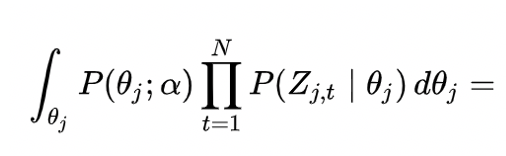 ∫_{θ_j} P(θ_j; α) ∏_{t=1}^{N} P(Z_{j,t} | θ_j) dθ_j =